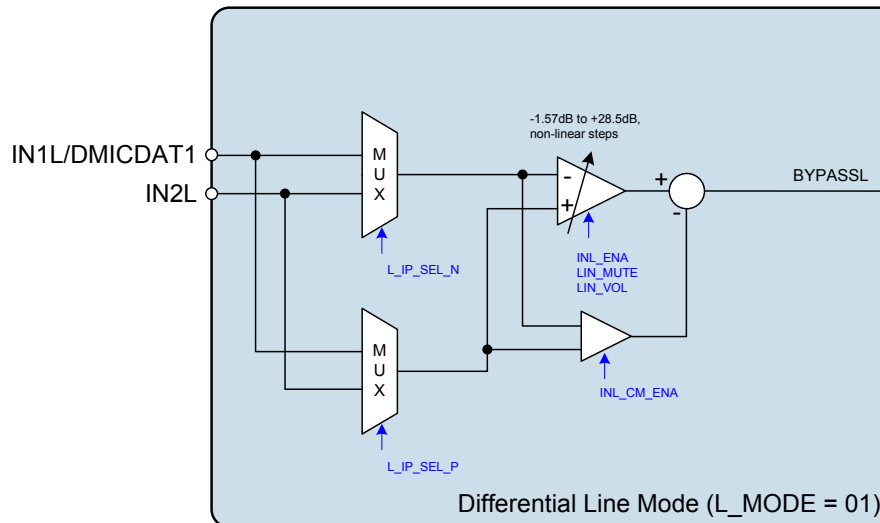 -1.57dB to +28.5dB,
non-linear steps
IN1L/DMICDAT1
IN2L
M
U
X
L_IP_SEL_N
-
+
+
-
BYPASSL
INL_ENA
LIN_MUTE
LIN_VOL
M
U
X
INL_CM_ENA
L_IP_SEL_P
Differential Line Mode (L_MODE = 01)